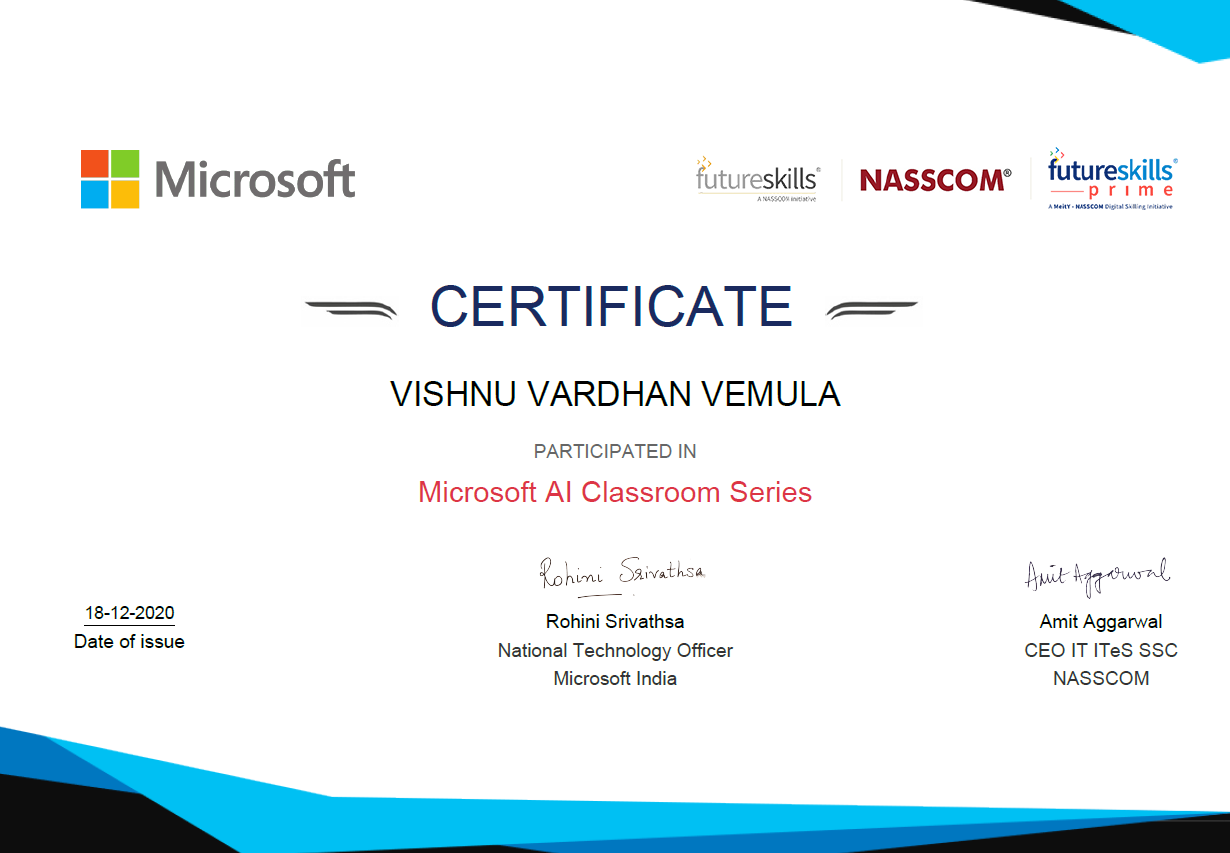 Microsoft
futureskills®
A NASSCOM Initiative
NASSCOM®
futureskills®
prime
A MeitY - NASSCOM Digital Skilling Initiative
CERTIFICATE
VISHNU VARDHAN VEMULA
PARTICIPATED IN
Microsoft AI Classroom Series
Rohini Srivathsa
Amit Aggarwal
18-12-2020
Date of issue
Rohini Srivathsa
National Technology Officer
Microsoft India
Amit Aggarwal
CEO IT ITeS SSC
NASSCOM